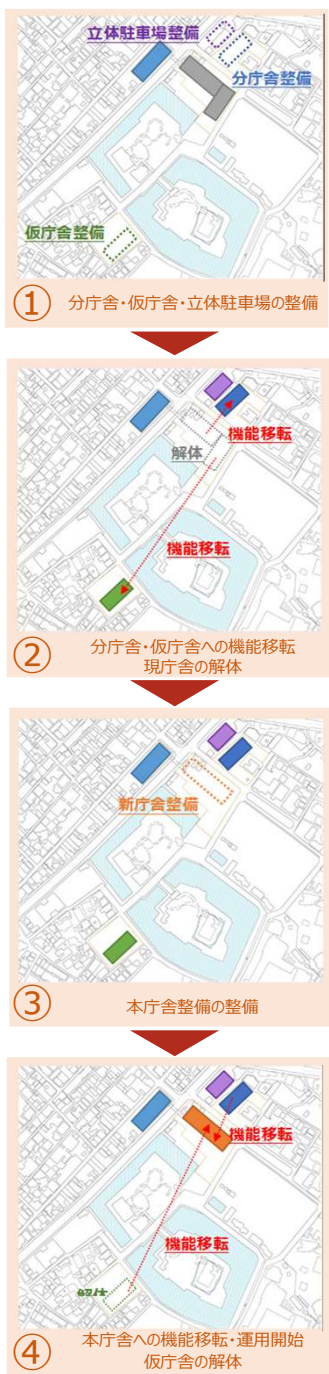 立体駐車場整備
分庁舎整備
仮庁舎整備
① 分庁舎・仮庁舎・立体駐車場の整備
機能移転
解体
機能移転
② 分庁舎・仮庁舎への機能移転
現庁舎の解体
新庁舎整備
③ 本庁舎整備の整備
機能移転
機能移転
解体
④ 本庁舎への機能移転・運用開始
仮庁舎の解体